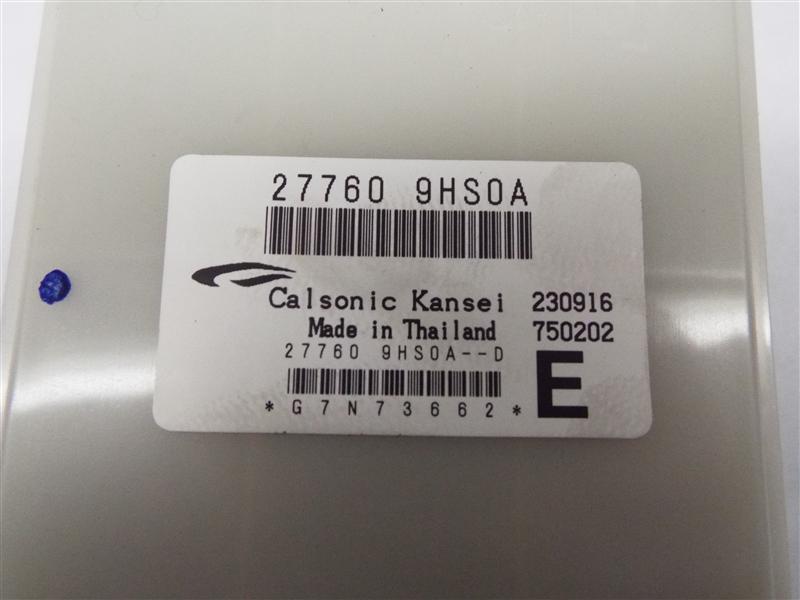 27760 9HS0A
Calsonic Kansei 230916
Made in Thailand 750202
27760 9HS0A--D
E
*G7N73662*